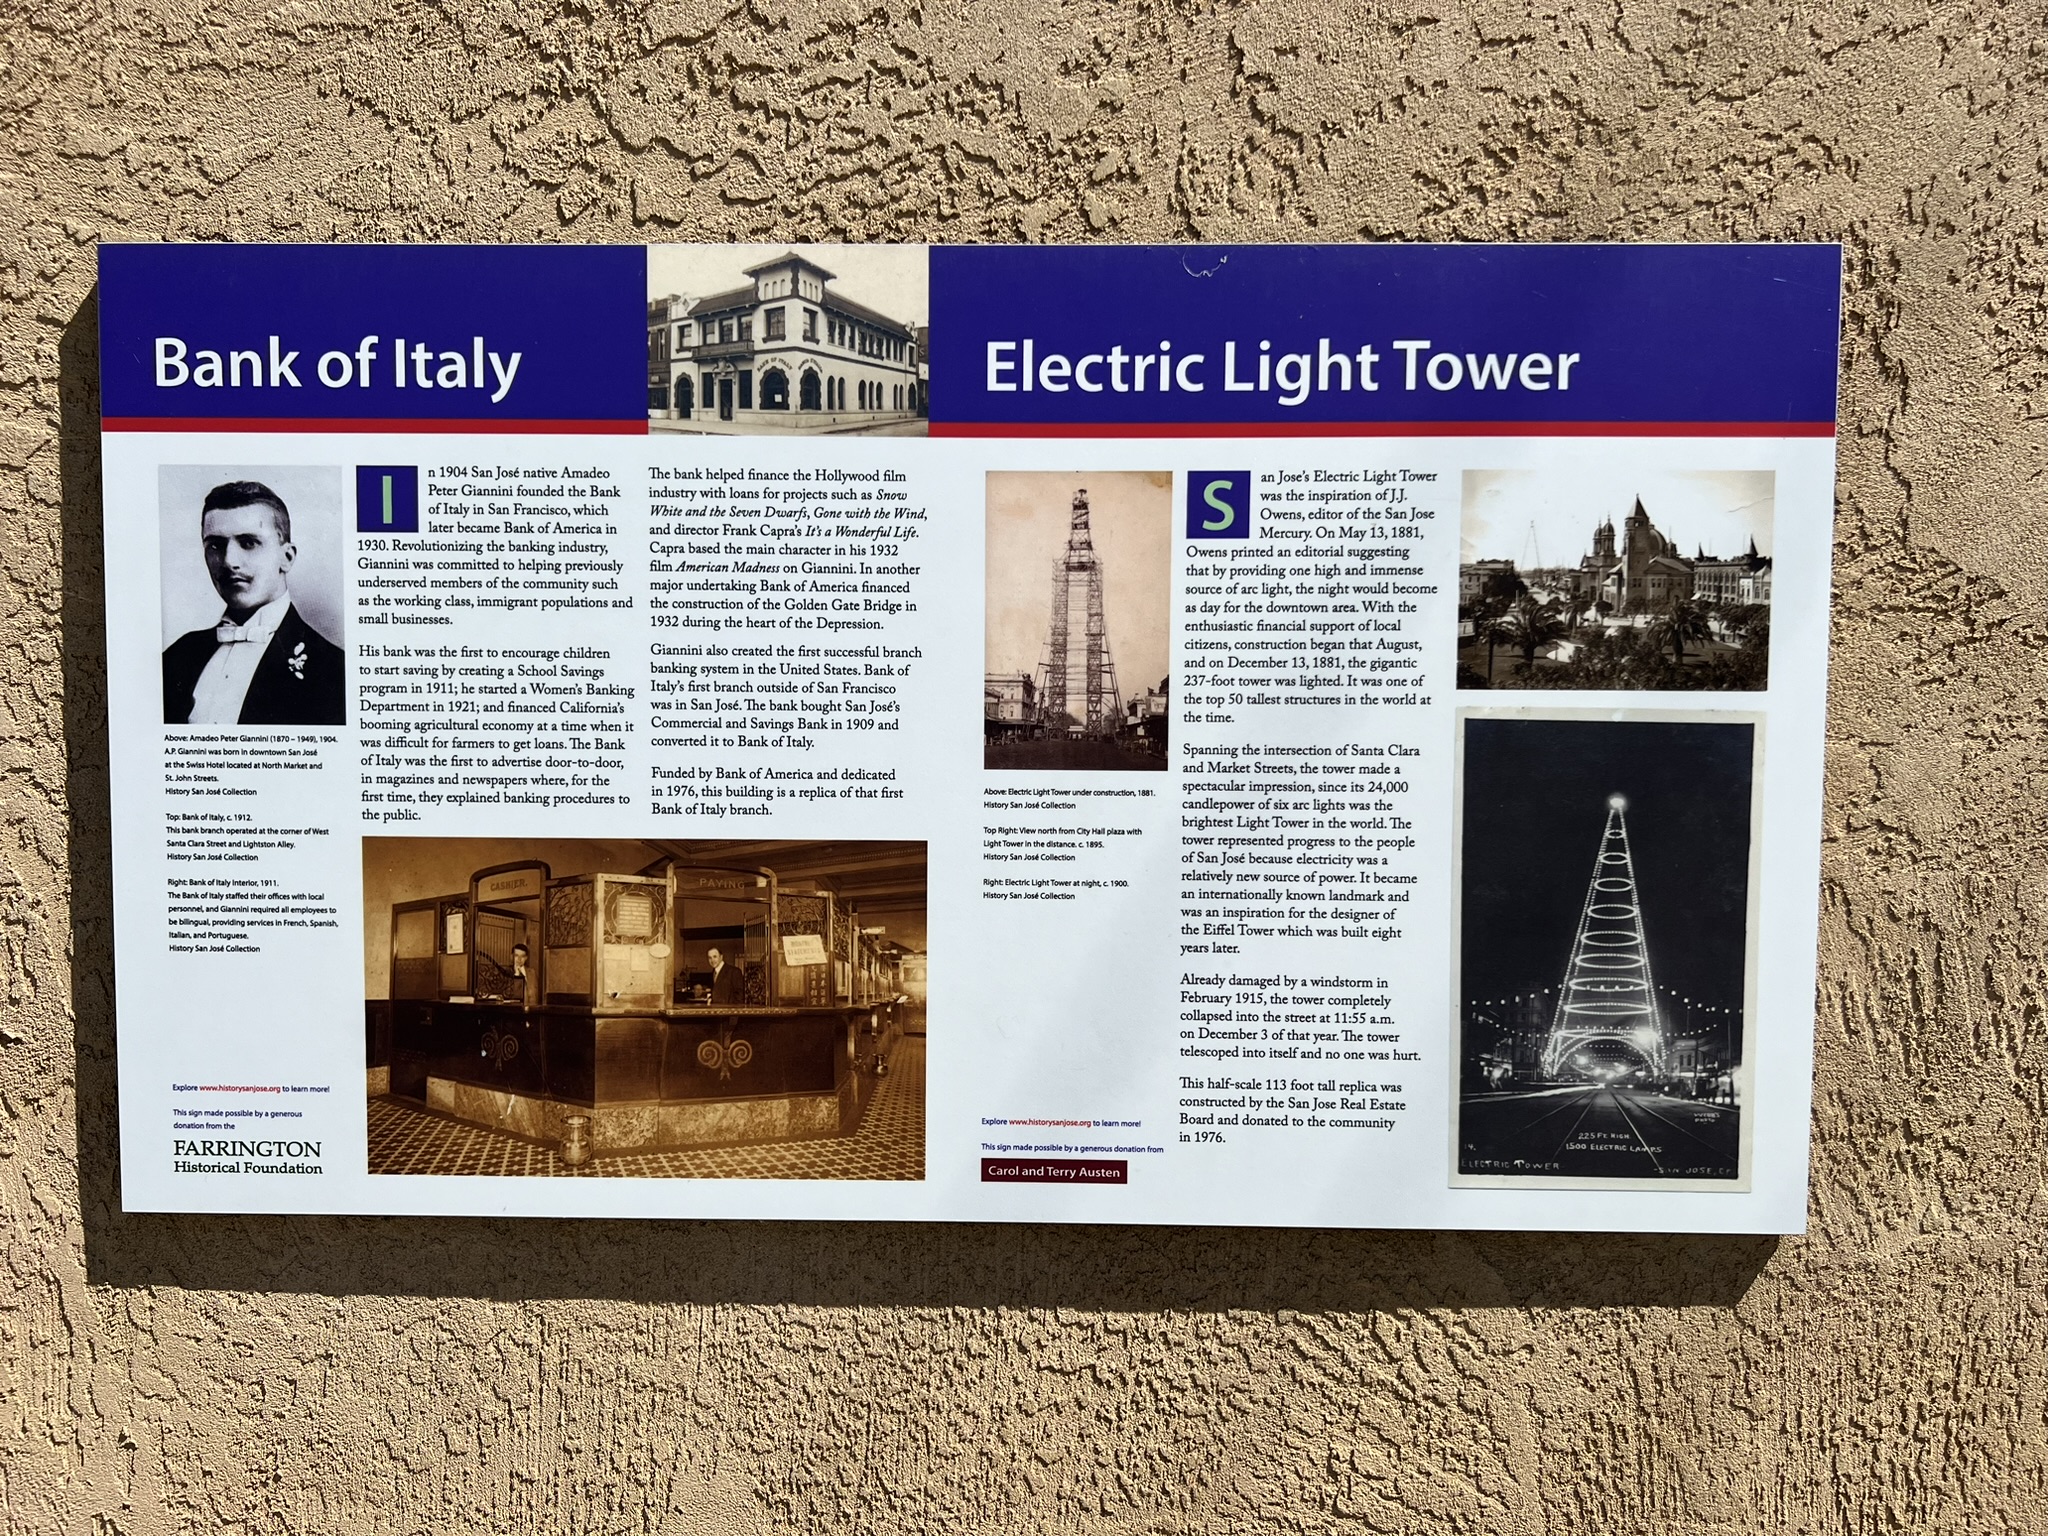 Bank of Italy
In 1904 San José native Amadeo
Peter Giannini founded the Bank
of Italy in San Francisco, which
later became Bank of America in
1930. Revolutionizing the banking industry,
Giannini was committed to helping previously
underserved members of the community such
as the working class, immigrant populations and
small businesses.
His bank was the first to encourage children
to start saving by creating a School Savings
program in 1911; he started a Women's Banking
Department in 1921; and financed California's
booming agricultural economy at a time when it
was difficult for farmers to get loans. The Bank
of Italy was the first to advertise door-to-door,
in magazines and newspapers where, for the
first time, they explained banking procedures to
the public.
The bank helped finance the Hollywood film
industry with loans for projects such as Snow
White and the Seven Dwarfs, Gone with the Wind,
and director Frank Capra's It's a Wonderful Life.
Capra based the main character in his 1932
film American Madness on Giannini. In another
major undertaking Bank of America financed
the construction of the Golden Gate Bridge in
1932 during the heart of the Depression.
Giannini also created the first successful branch
banking system in the United States. Bank of
Italy's first branch outside of San Francisco
was in San José. The bank bought San José's
Commercial and Savings Bank in 1909 and
converted it to Bank of Italy.
Funded by Bank of America and dedicated
in 1976, this building is a replica of that first
Bank of Italy branch.
Above: Amadeo Peter Giannini (1870 – 1949), 1904.
A.P. Giannini was born in downtown San José
at the Swiss Hotel located at North Market and
St. John Streets.
History San José Collection
Top: Bank of Italy, c. 1912.
This bank branch operated at the corner of West
Santa Clara Street and Lightston Alley.
History San José Collection
Right: Bank of Italy interior, 1911.
The Bank of Italy staffed their offices with local
personnel, and Giannini required all employees to
be bilingual, providing services in French, Spanish,
Italian, and Portuguese.
History San José Collection
CASHIER.
PAYING
Explore www.historysanjose.org to learn more!
This sign made possible by a generous
donation from the
FARRINGTON
Historical Foundation
Electric Light Tower
San Jose's Electric Light Tower
was the inspiration of J.J.
Owens, editor of the San Jose
Mercury. On May 13, 1881,
Owens printed an editorial suggesting
that by providing one high and immense
source of arc light, the night would become
as day for the downtown area. With the
enthusiastic financial support of local
citizens, construction began that August,
and on December 13, 1881, the gigantic
237-foot tower was lighted. It was one of
the top 50 tallest structures in the world at
the time.
Spanning the intersection of Santa Clara
and Market Streets, the tower made a
spectacular impression, since its 24,000
candlepower of six arc lights was the
brightest Light Tower in the world. The
tower represented progress to the people
of San José because electricity was a
relatively new source of power. It became
an internationally known landmark and
was an inspiration for the designer of
the Eiffel Tower which was built eight
years later.
Already damaged by a windstorm in
February 1915, the tower completely
collapsed into the street at 11:55 a.m.
on December 3 of that year. The tower
telescoped into itself and no one was hurt.
This half-scale 113 foot tall replica was
constructed by the San Jose Real Estate
Board and donated to the community
in 1976.
Above: Electric Light Tower under construction, 1881.
History San José Collection
Top Right: View north from City Hall plaza with
Light Tower in the distance. c. 1895.
History San José Collection
Right: Electric Light Tower at night, c. 1900.
History San José Collection
Explore www.historysanjose.org to learn more!
This sign made possible by a generous donation from
Carol and Terry Austen
225 FT. HIGH
1500 ELECTRIC LAMPS
14.
ELECTRIC TOWER
-SAN JOSE,